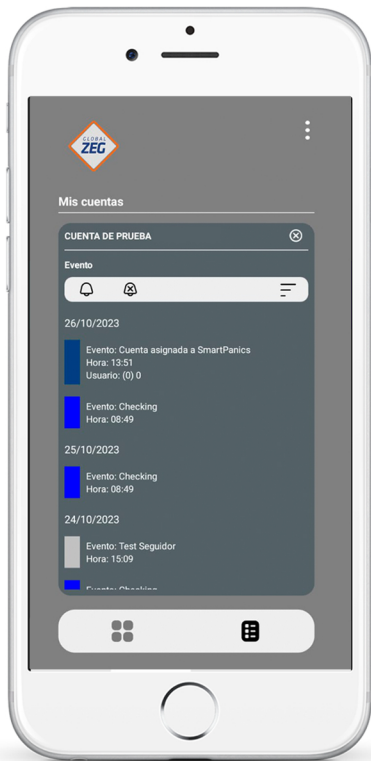 GLOBAL
ZEG
Mis cuentas
CUENTA DE PRUEBA
Evento
26/10/2023
Evento: Cuenta asignada a SmartPanics
Hora: 13:51
Usuario: (0) 0
Evento: Checking
Hora: 08:49
25/10/2023
Evento: Checking
Hora: 08:49
24/10/2023
Evento: Test Seguidor
Hora: 15:09
Evento: Checking